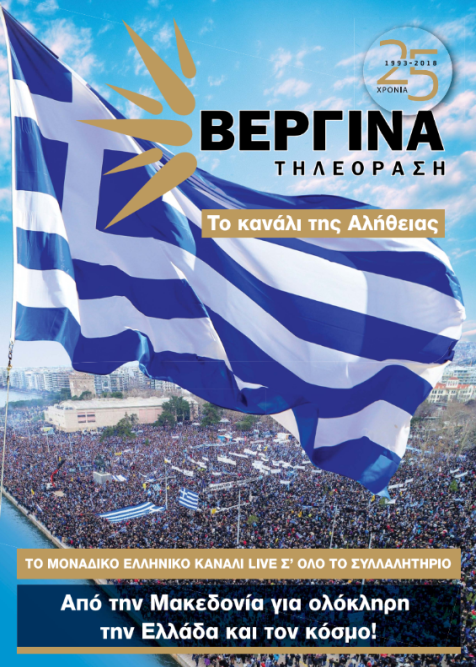 25
1993-2018
ΧΡΟΝΙΑ
ΒΕΡΓΙΝΑ
ΤΗΛΕΟΡΑΣΗ
Το κανάλι της Αλήθειας
ΤΟ ΜΟΝΑΔΙΚΟ ΕΛΛΗΝΙΚΟ ΚΑΝΑΛΙ LIVE Σ' ΟΛΟ ΤΟ ΣΥΛΛΑΛΗΤΗΡΙΟ
Από την Μακεδονία για ολόκληρη
την Ελλάδα και τον κόσμο!